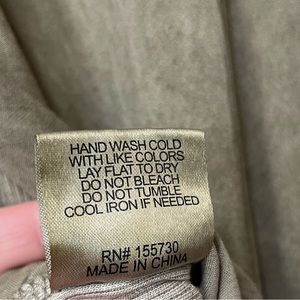 HAND WASH COLD
WITH LIKE COLORS
LAY FLAT TO DRY
DO NOT BLEACH
DO NOT TUMBLE
COOL IRON IF NEEDED
RN# 155730
MADE IN CHINA